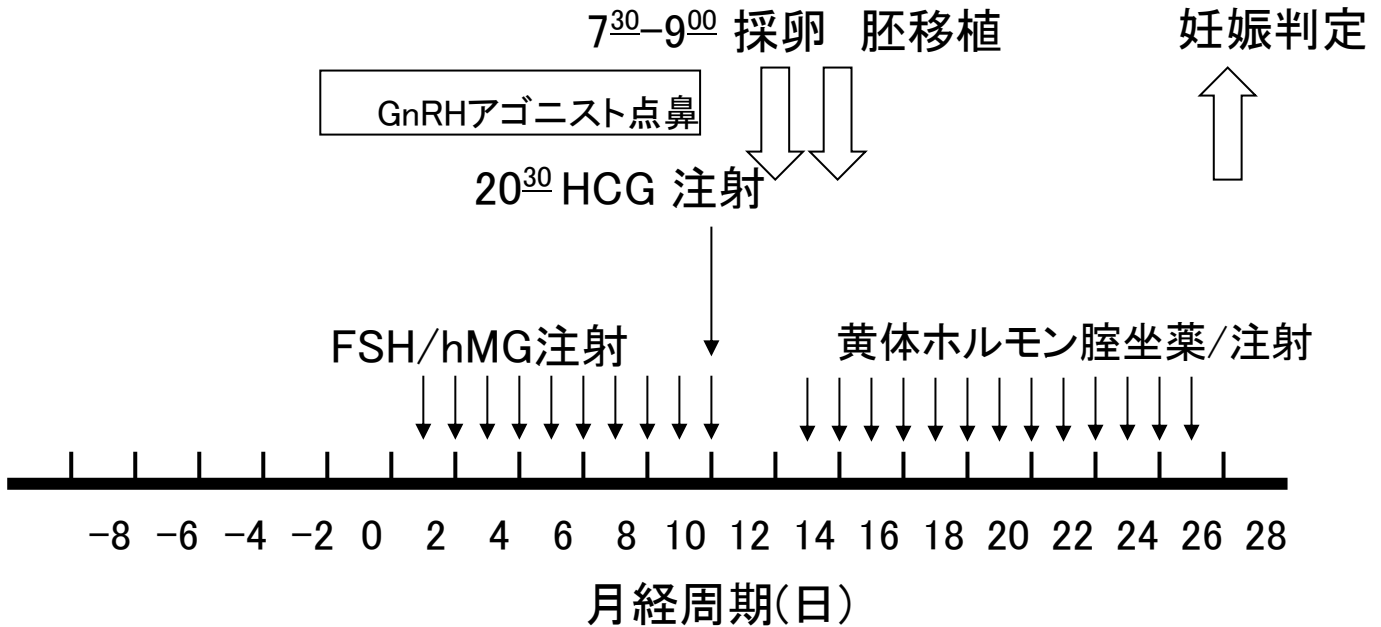 7³⁰−9⁰⁰ 採卵 胚移植 妊娠判定
GnRHアゴニスト点鼻
20³⁰ HCG 注射
FSH/hMG注射 黄体ホルモン腟坐薬/注射
−8 −6 −4 −2 0 2 4 6 8 10 12 14 16 18 20 22 24 26 28
月経周期(日)